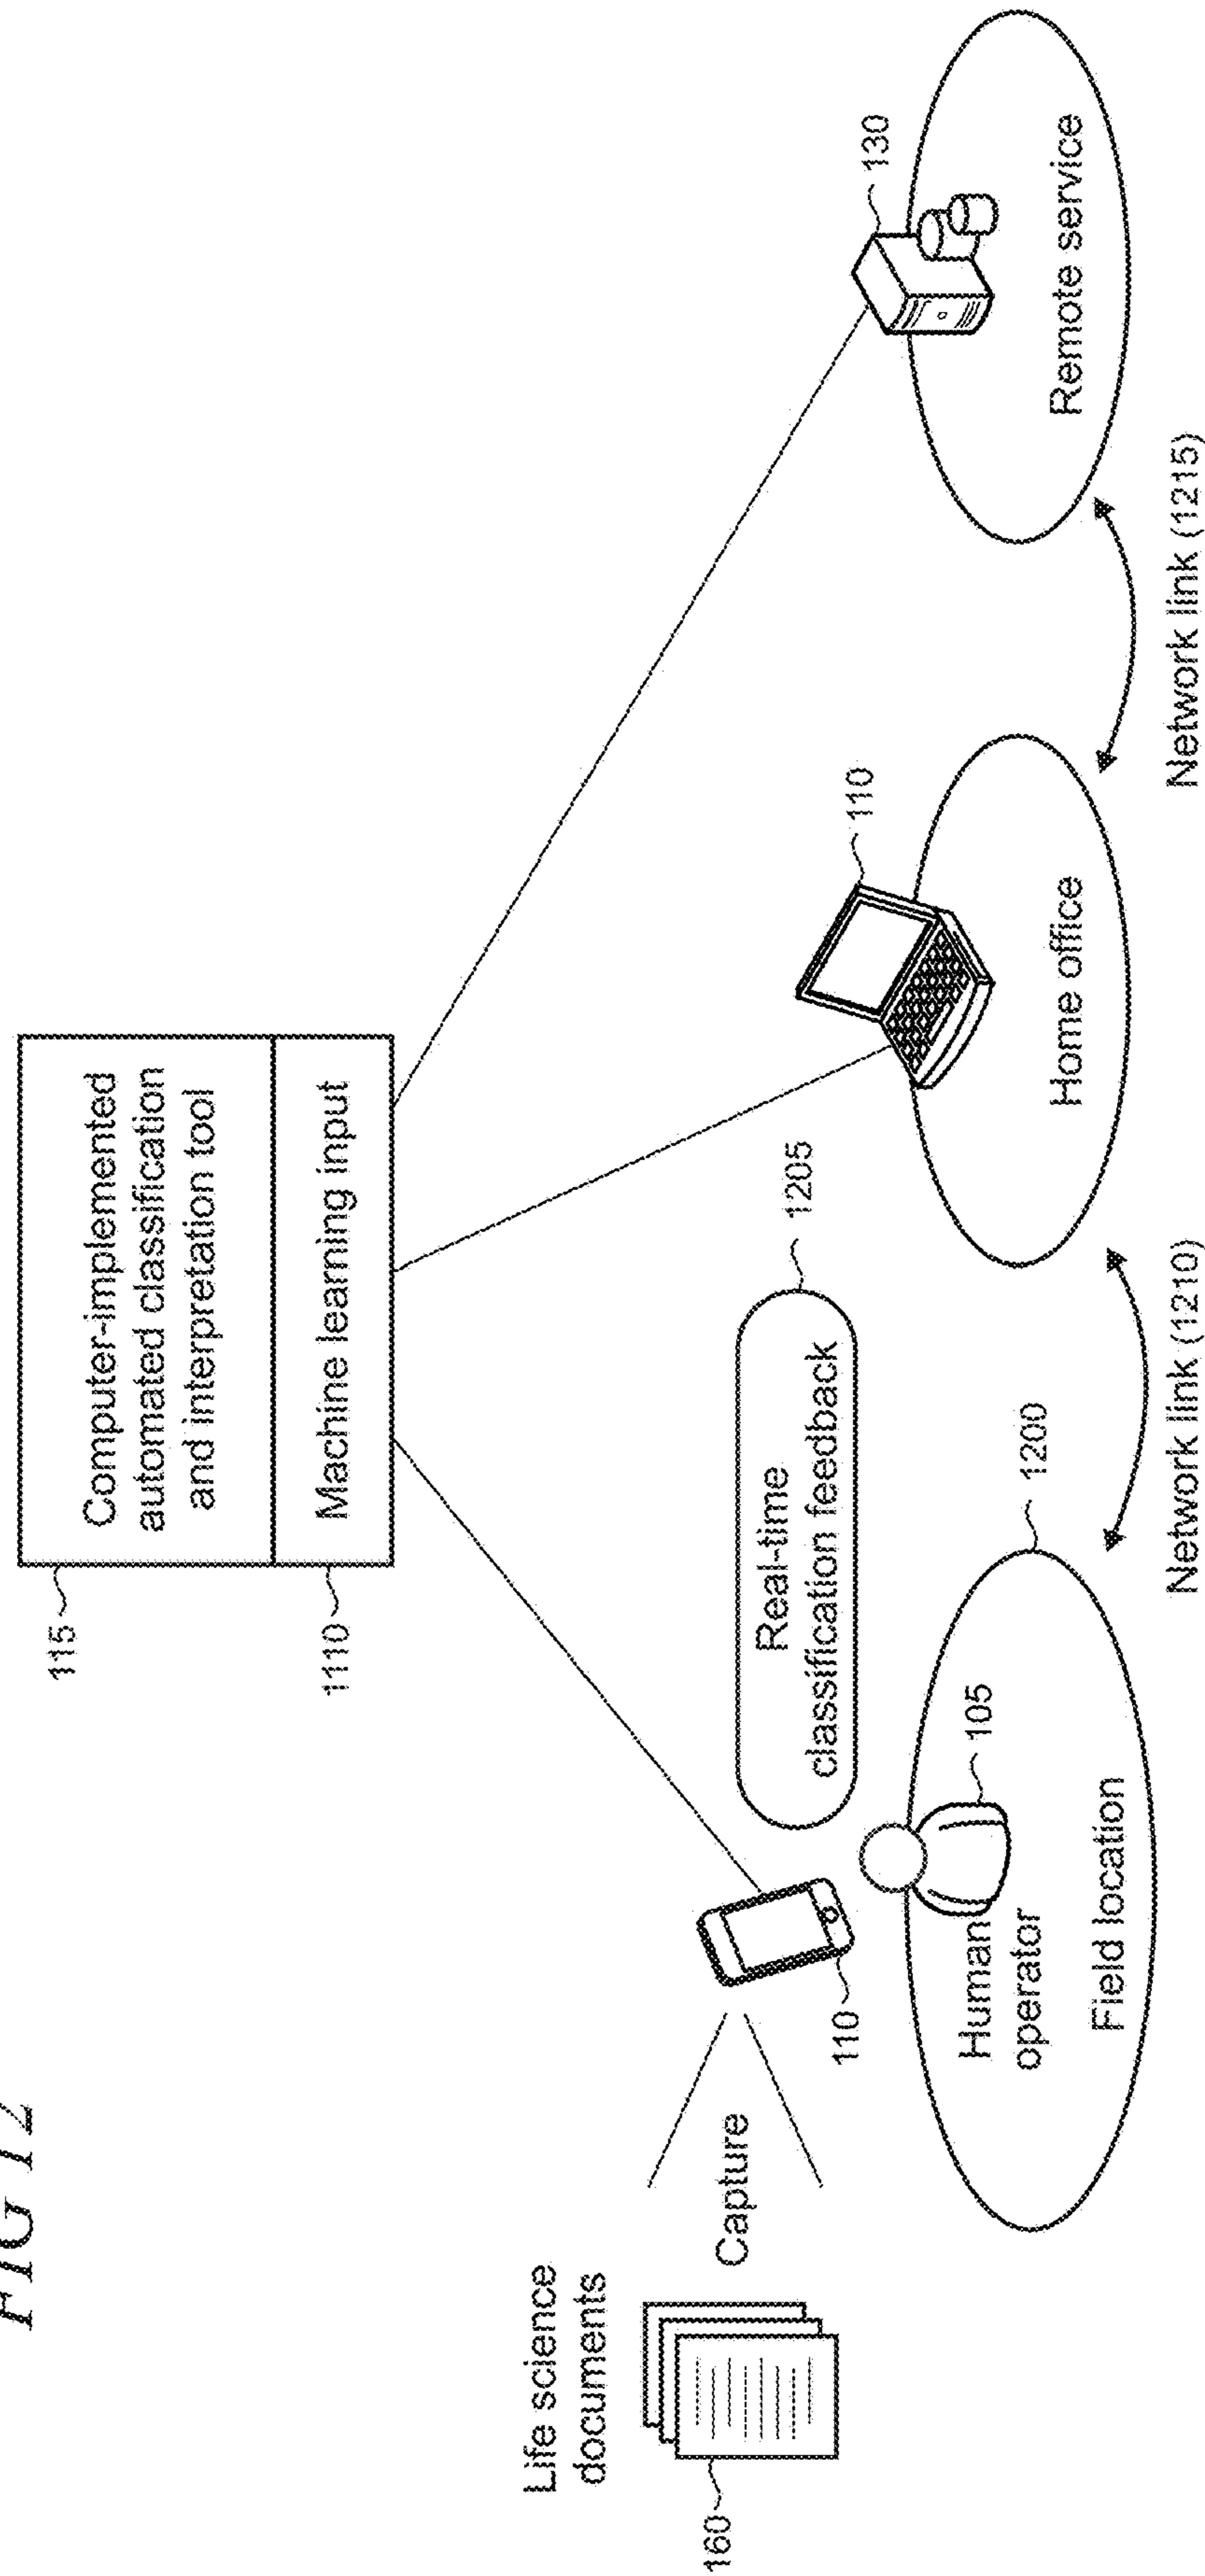 FIG 12
115
Computer-implemented
automated classification
and interpretation tool
1110
Machine learning input
Life science
documents
160
Capture
110
Real-time
classification feedback
1205
110
130
Human
operator
105
Field location
1200
Home office
Remote service
Network link (1210)
Network link (1215)